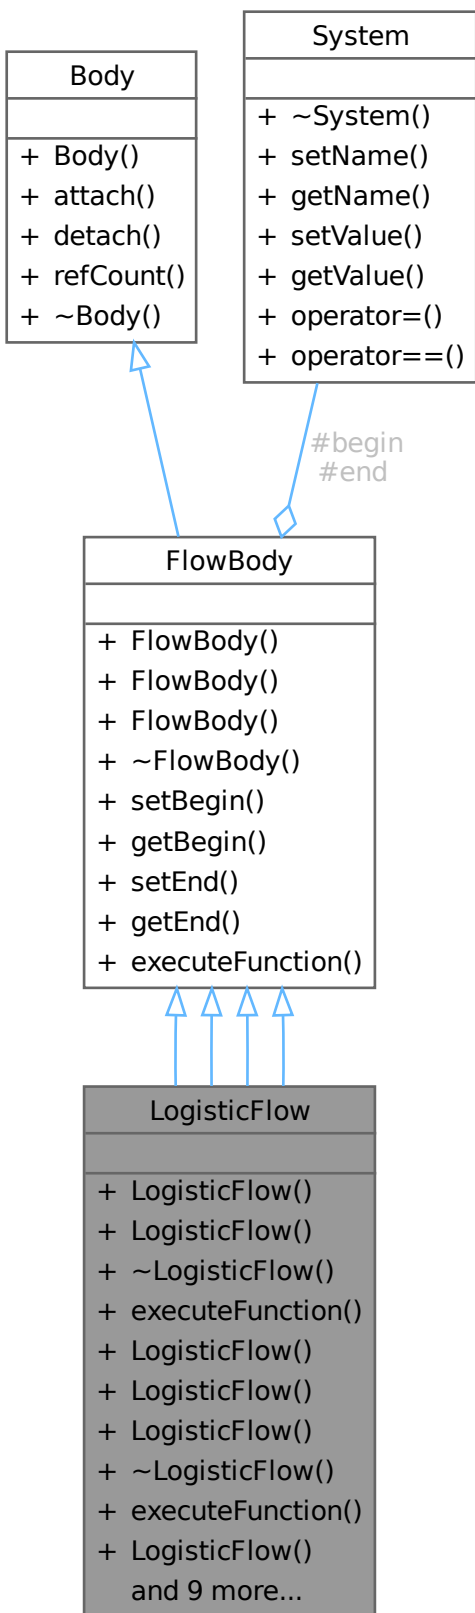 Body
+ Body()
+ attach()
+ detach()
+ refCount()
+ ~Body()
System
+ ~System()
+ setName()
+ getName()
+ setValue()
+ getValue()
+ operator=()
+ operator==()
#begin
#end
FlowBody
+ FlowBody()
+ FlowBody()
+ FlowBody()
+ ~FlowBody()
+ setBegin()
+ getBegin()
+ setEnd()
+ getEnd()
+ executeFunction()
LogisticFlow
+ LogisticFlow()
+ LogisticFlow()
+ ~LogisticFlow()
+ executeFunction()
+ LogisticFlow()
+ LogisticFlow()
+ LogisticFlow()
+ ~LogisticFlow()
+ executeFunction()
+ LogisticFlow()
and 9 more...